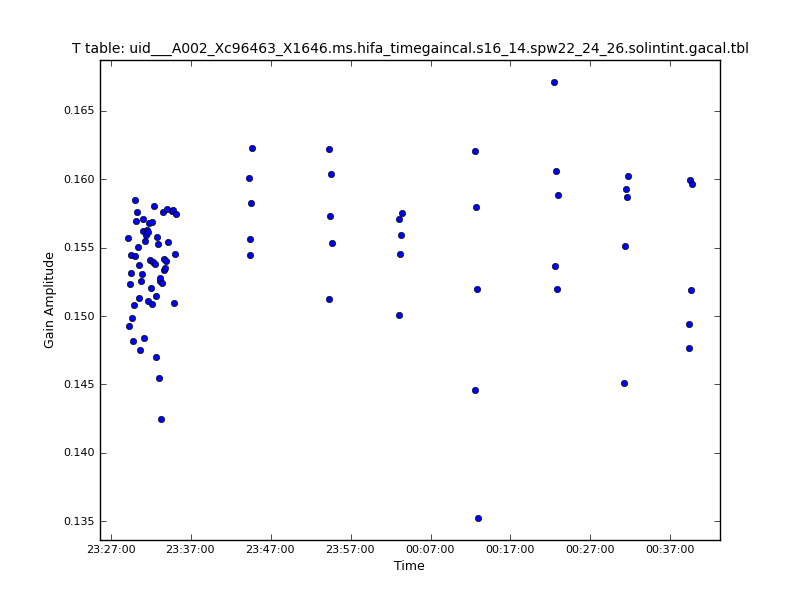 T table: uid___A002_Xc96463_X1646.ms.hifa_timegaincal.s16_14.spw22_24_26.solintint.gacal.tbl
0.165
0.160
0.155
0.150
0.145
0.140
0.135
Gain Amplitude
23:27:00 23:37:00 23:47:00 23:57:00 00:07:00 00:17:00 00:27:00 00:37:00
Time